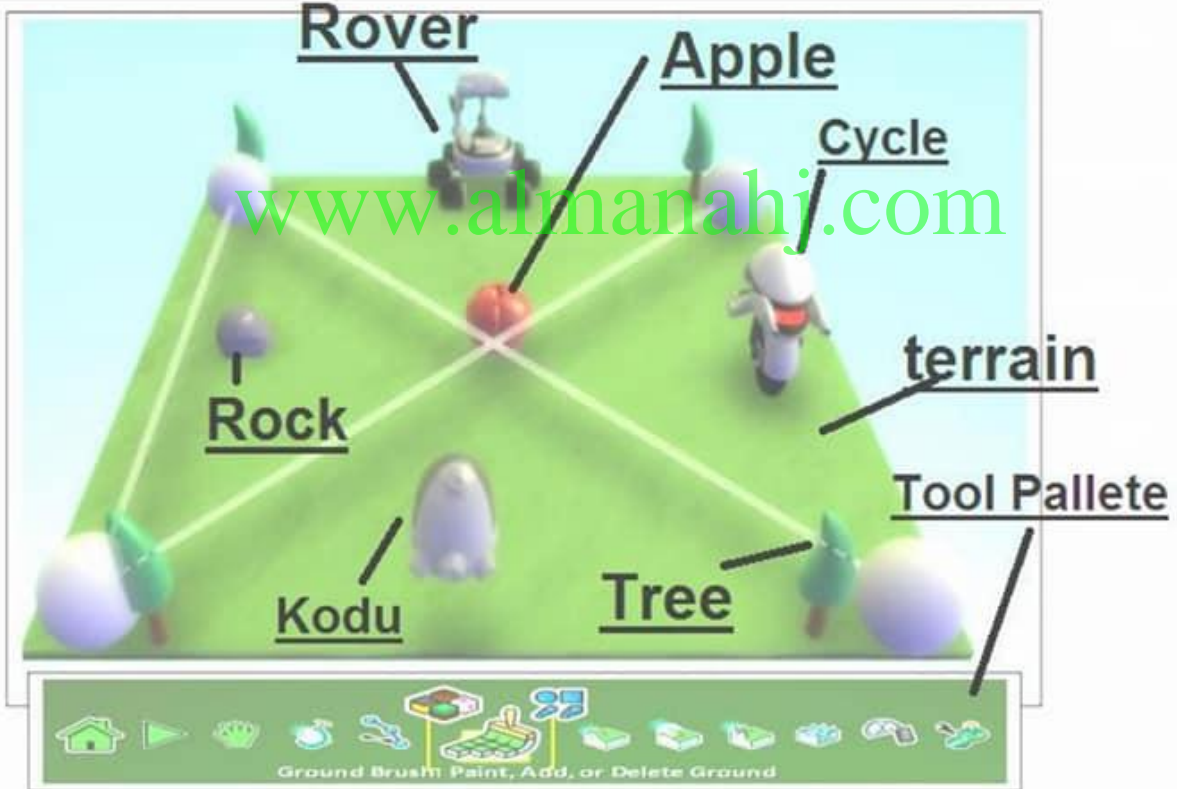 Rover
Apple
Cycle
www.almanahj.com
terrain
Rock
Tool Pallete
Kodu
Tree
Ground Brush: Paint, Add, or Delete Ground